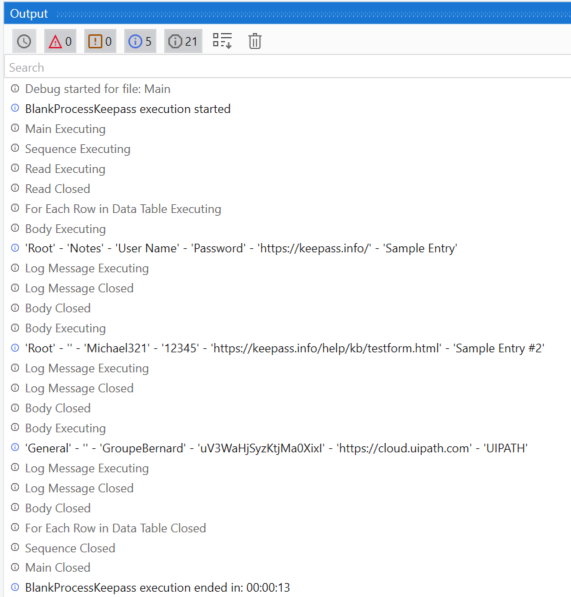 Output
0 0 5 21
Search
Debug started for file: Main
BlankProcessKeepass execution started
Main Executing
Sequence Executing
Read Executing
Read Closed
For Each Row in Data Table Executing
Body Executing
'Root' - 'Notes' - 'User Name' - 'Password' - 'https://keepass.info/' - 'Sample Entry'
Log Message Executing
Log Message Closed
Body Closed
Body Executing
'Root' - '' - 'Michael321' - '12345' - 'https://keepass.info/help/kb/testform.html' - 'Sample Entry #2'
Log Message Executing
Log Message Closed
Body Closed
Body Executing
'General' - '' - 'GroupeBernard' - 'uV3WaHjSyzKtjMa0XixI' - 'https://cloud.uipath.com' - 'UIPATH'
Log Message Executing
Log Message Closed
Body Closed
For Each Row in Data Table Closed
Sequence Closed
Main Closed
BlankProcessKeepass execution ended in: 00:00:13